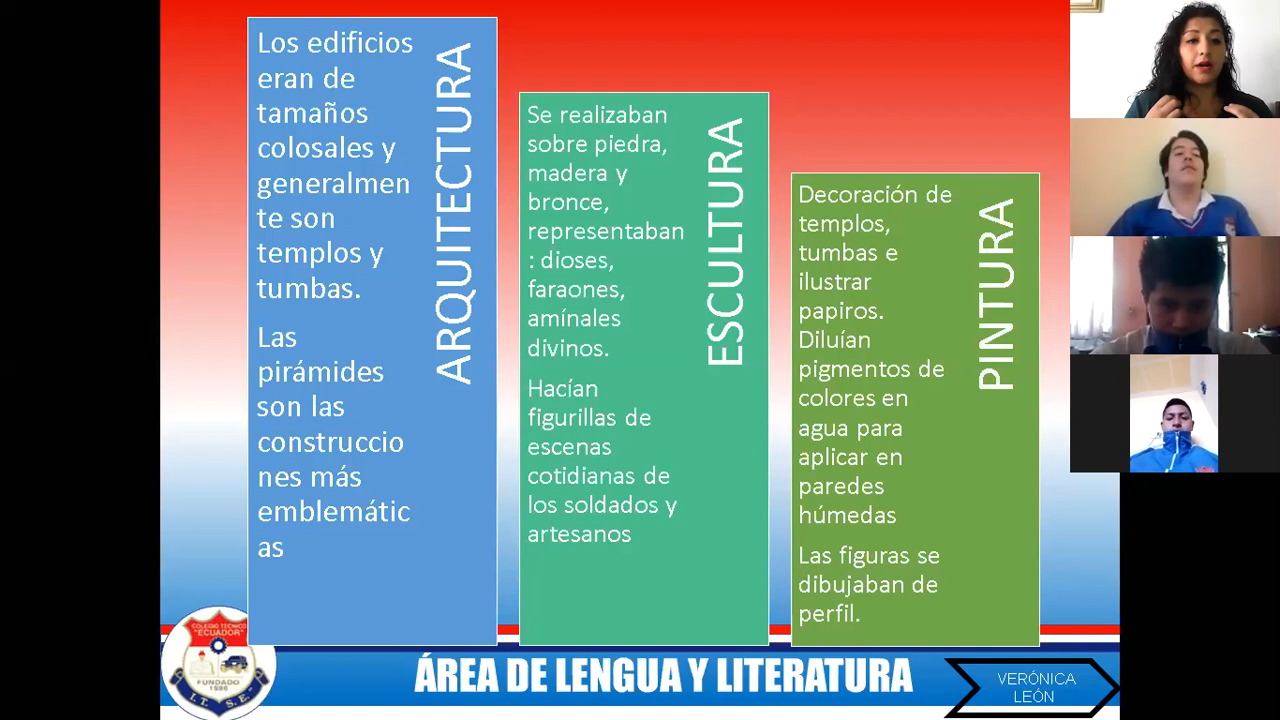 Los edificios
eran de
tamaños
colosales y
generalmen
te son
templos y
tumbas.
Las
pirámides
son las
construccio
nes más
emblemátic
as
ARQUITECTURA
Se realizaban
sobre piedra,
madera y
bronce,
representaban
: dioses,
faraones,
amínales
divinos.
Hacían
figurillas de
escenas
cotidianas de
los soldados y
artesanos
ESCULTURA
Decoración de
templos,
tumbas e
ilustrar
papiros.
Diluían
pigmentos de
colores en
agua para
aplicar en
paredes
húmedas
Las figuras se
dibujaban de
perfil.
PINTURA
COLEGIO TÉCNICO
"ECUADOR"
FUNDADO
I.T. S.E.
ÁREA DE LENGUA Y LITERATURA
VERÓNICA
LEÓN